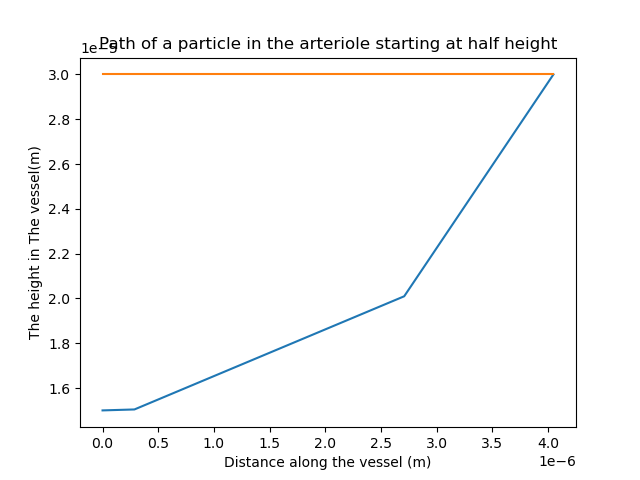 Path of a particle in the arteriole starting at half height
3.0
2.8
2.6
2.4
2.2
2.0
1.8
1.6
The height in The vessel(m)
0.0 0.5 1.0 1.5 2.0 2.5 3.0 3.5 4.0
1e−6
Distance along the vessel (m)